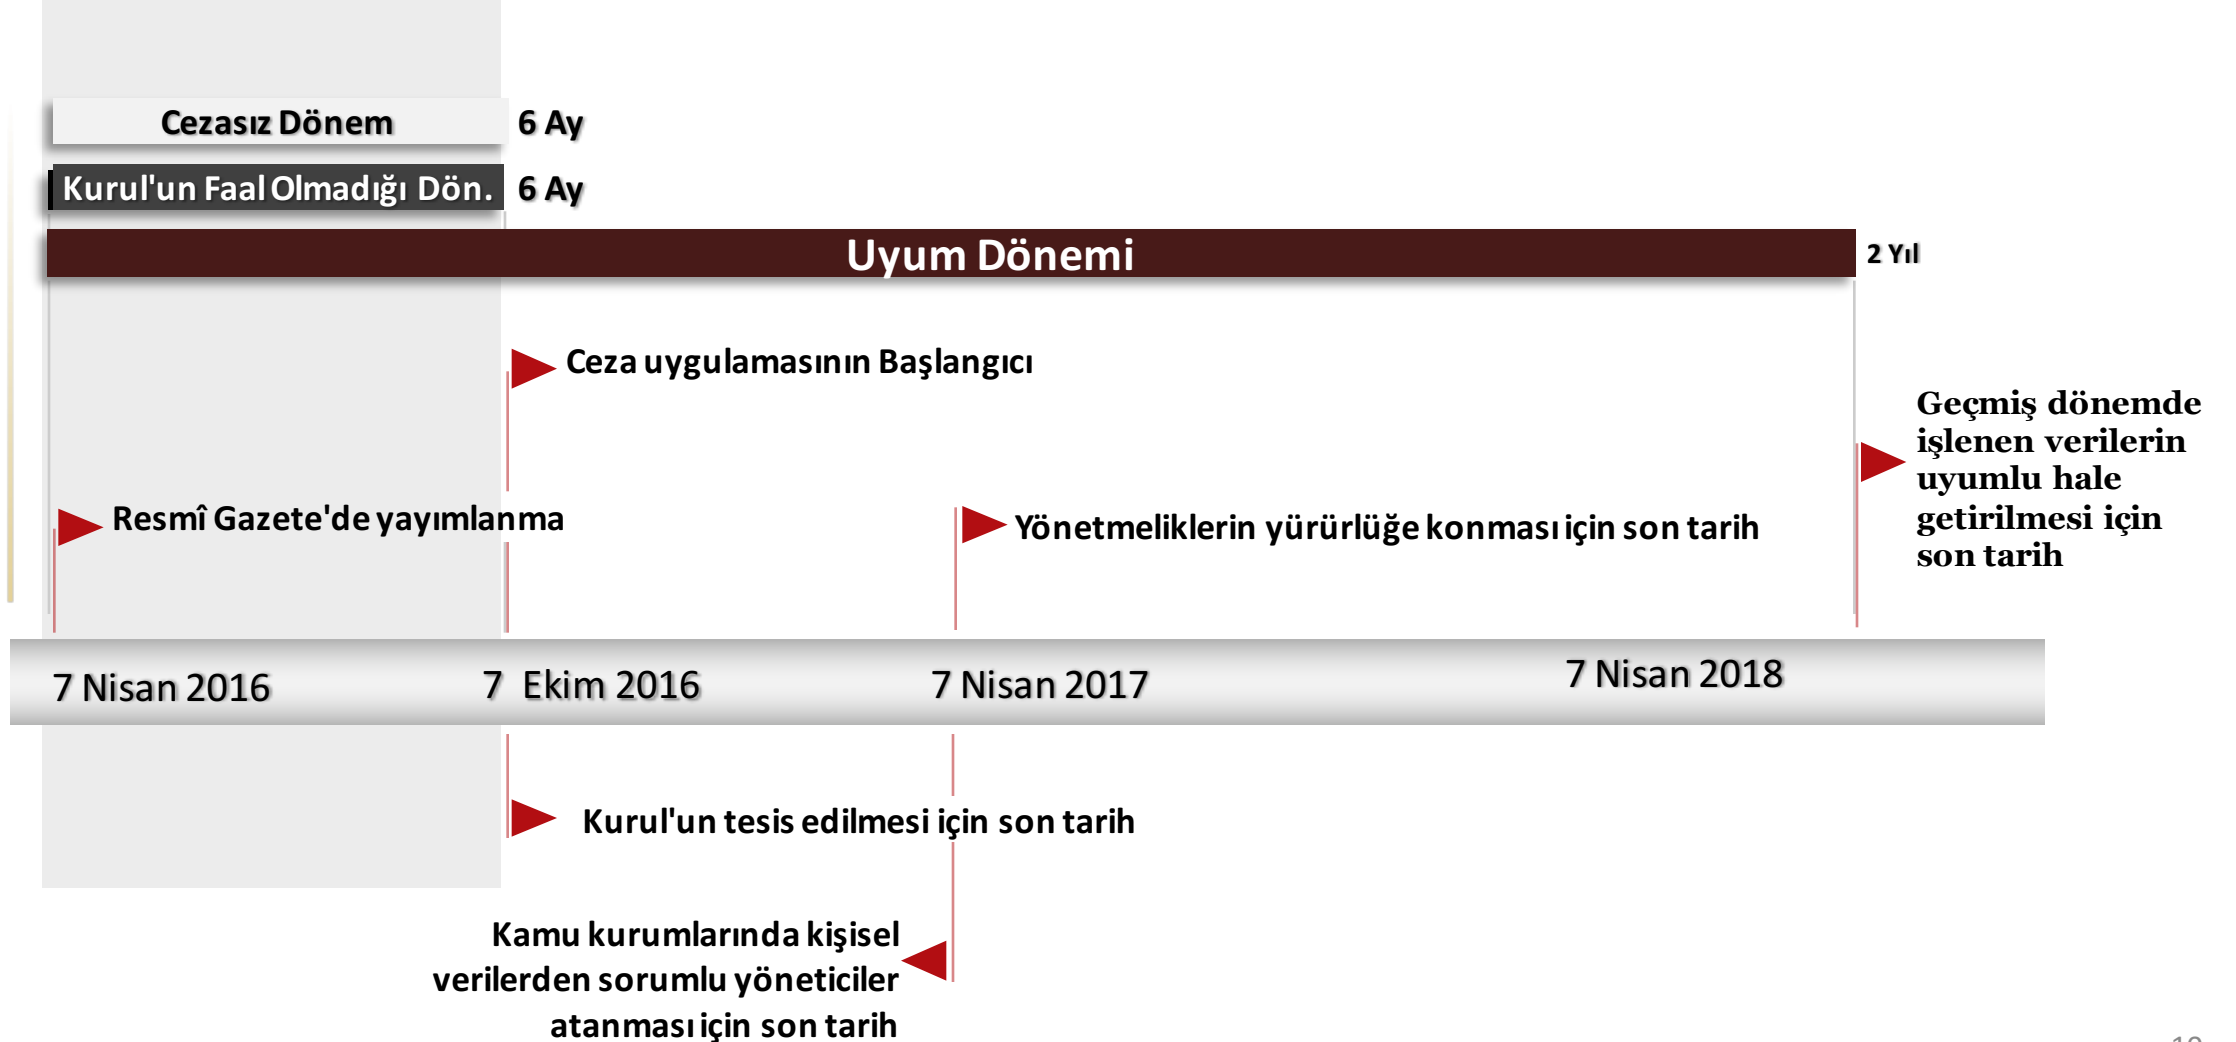 Cezasız Dönem 6 Ay
Kurul'un Faal Olmadığı Dön. 6 Ay
Uyum Dönemi 2 Yıl
Ceza uygulamasının Başlangıcı
Geçmiş dönemde
işlenen verilerin
uyumlu hale
getirilmesi için
son tarih
Resmî Gazete'de yayımlanma
Yönetmeliklerin yürürlüğe konması için son tarih
7 Nisan 2016 7 Ekim 2016 7 Nisan 2017 7 Nisan 2018
Kurul'un tesis edilmesi için son tarih
Kamu kurumlarında kişisel
verilerden sorumlu yöneticiler
atanması için son tarih